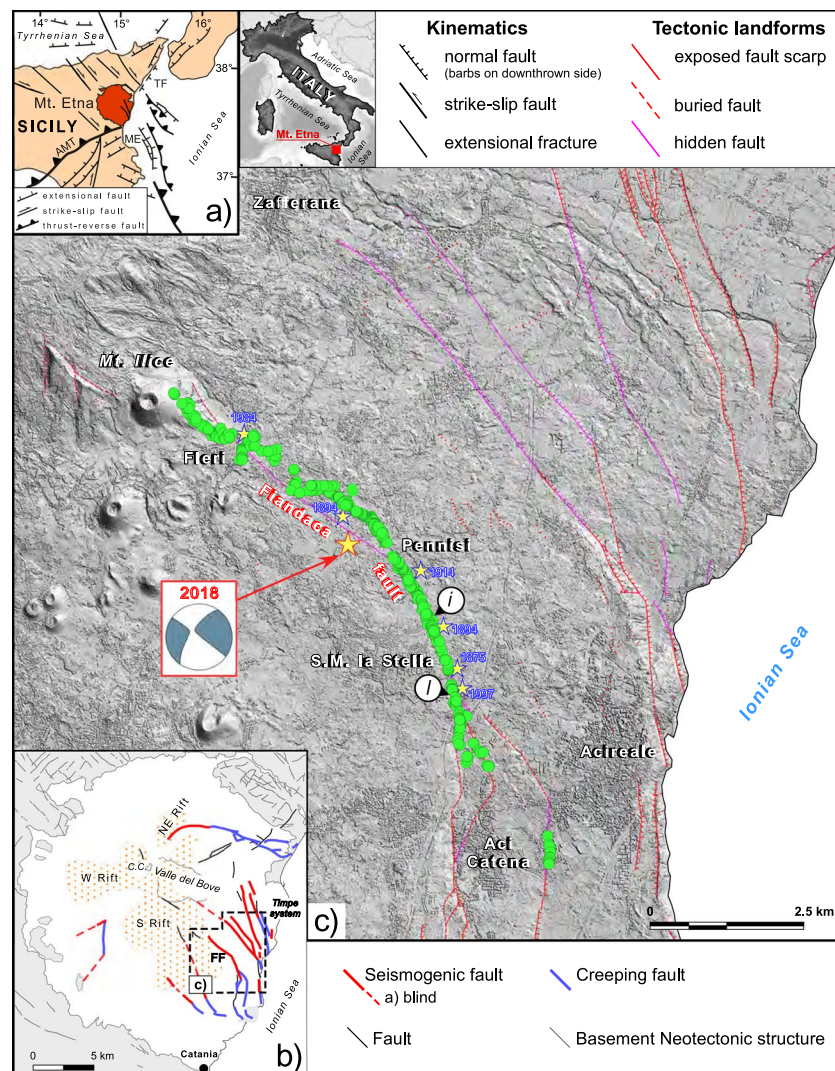 14°
15°
16°
Tyrrhenian Sea
38°
TF
Mt. Etna
SICILY
AMT
ME
Ionian Sea
37°
extensional fault
strike-slip fault
thrust-reverse fault
a)
Adriatic Sea
ITALY
Tyrrhenian Sea
Mt. Etna
Ionian Sea
Kinematics
normal fault
(barbs on downthrown side)
strike-slip fault
extensional fracture
Tectonic landforms
exposed fault scarp
buried fault
hidden fault
Zafferana
Mt. Ilice
1984
Fleri
Fiandaca
fault
1894
Pennisi
1914
2018
i
1894
S.M. la Stella
1875
l
1997
Ionian Sea
Acireale
Aci
Catena
c)
0
2.5 km
NE Rift
C.C.
Valle del Bove
W Rift
S Rift
Timpe
system
FF
c)
Ionian Sea
Catania
0
5 km
b)
Seismogenic fault
a) blind
Creeping fault
Fault
Basement Neotectonic structure